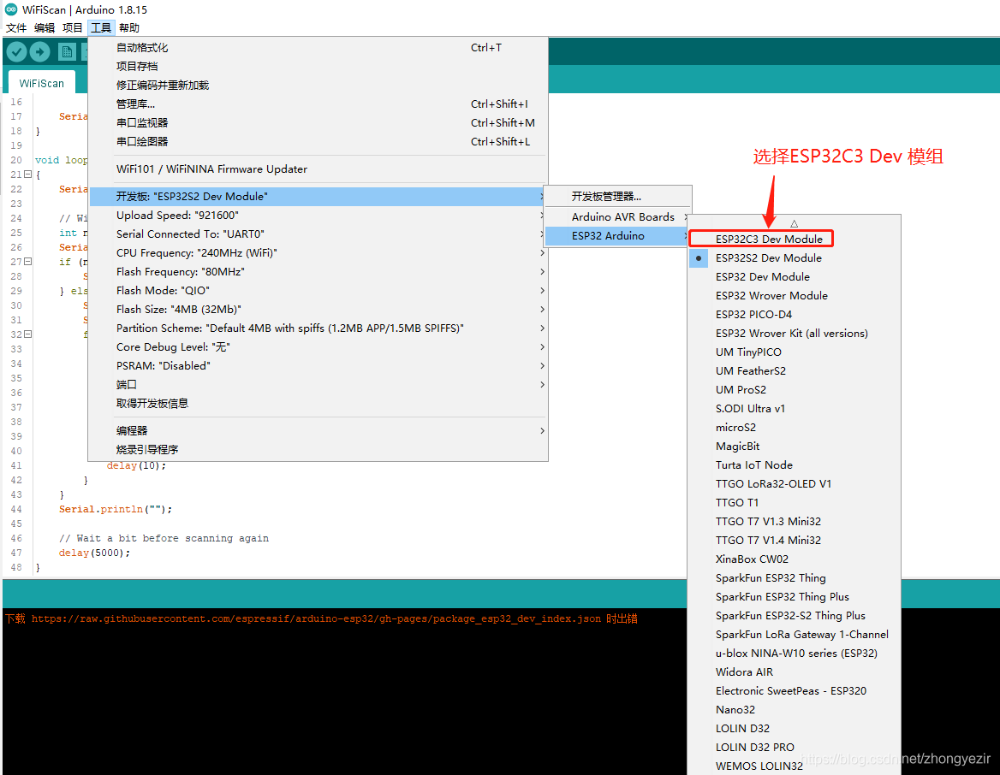 WiFiScan | Arduino 1.8.15
文件 编辑 项目 工具 帮助
WiFiScan
自动格式化 Ctrl+T
项目存档
修正编码并重新加载
管理库... Ctrl+Shift+I
串口监视器 Ctrl+Shift+M
串口绘图器 Ctrl+Shift+L
WiFi101 / WiFiNINA Firmware Updater
开发板: "ESP32S2 Dev Module"
Upload Speed: "921600"
Serial Connected To: "UART0"
CPU Frequency: "240MHz (WiFi)"
Flash Frequency: "80MHz"
Flash Mode: "QIO"
Flash Size: "4MB (32Mb)"
Partition Scheme: "Default 4MB with spiffs (1.2MB APP/1.5MB SPIFFS)"
Core Debug Level: "无"
PSRAM: "Disabled"
端口
取得开发板信息
编程器
烧录引导程序
开发板管理器...
Arduino AVR Boards
ESP32 Arduino
选择ESP32C3 Dev 模组
ESP32C3 Dev Module
ESP32S2 Dev Module
ESP32 Dev Module
ESP32 Wrover Module
ESP32 PICO-D4
ESP32 Wrover Kit (all versions)
UM TinyPICO
UM FeatherS2
UM ProS2
S.ODI Ultra v1
microS2
MagicBit
Turta IoT Node
TTGO LoRa32-OLED V1
TTGO T1
TTGO T7 V1.3 Mini32
TTGO T7 V1.4 Mini32
XinaBox CW02
SparkFun ESP32 Thing
SparkFun ESP32 Thing Plus
SparkFun ESP32-S2 Thing Plus
SparkFun LoRa Gateway 1-Channel
u-blox NINA-W10 series (ESP32)
Widora AIR
Electronic SweetPeas - ESP320
Nano32
LOLIN D32
LOLIN D32 PRO
WEMOS LOLIN32
16
17 Seria
18 }
19
20 void loop
21 {
22 Seria
23
24 // Wi
25 int n
26 Seria
27 if (n
28 S
29 } els
30 S
31 S
32 f
33
34
35
36
37
38
39
40
41 delay(10);
42 }
43 }
44 Serial.println("");
45
46 // Wait a bit before scanning again
47 delay(5000);
48 }
下载 https://raw.githubusercontent.com/espressif/arduino-esp32/gh-pages/package_esp32_dev_index.json 时出错
https://blog.csdn.net/zhongyezir